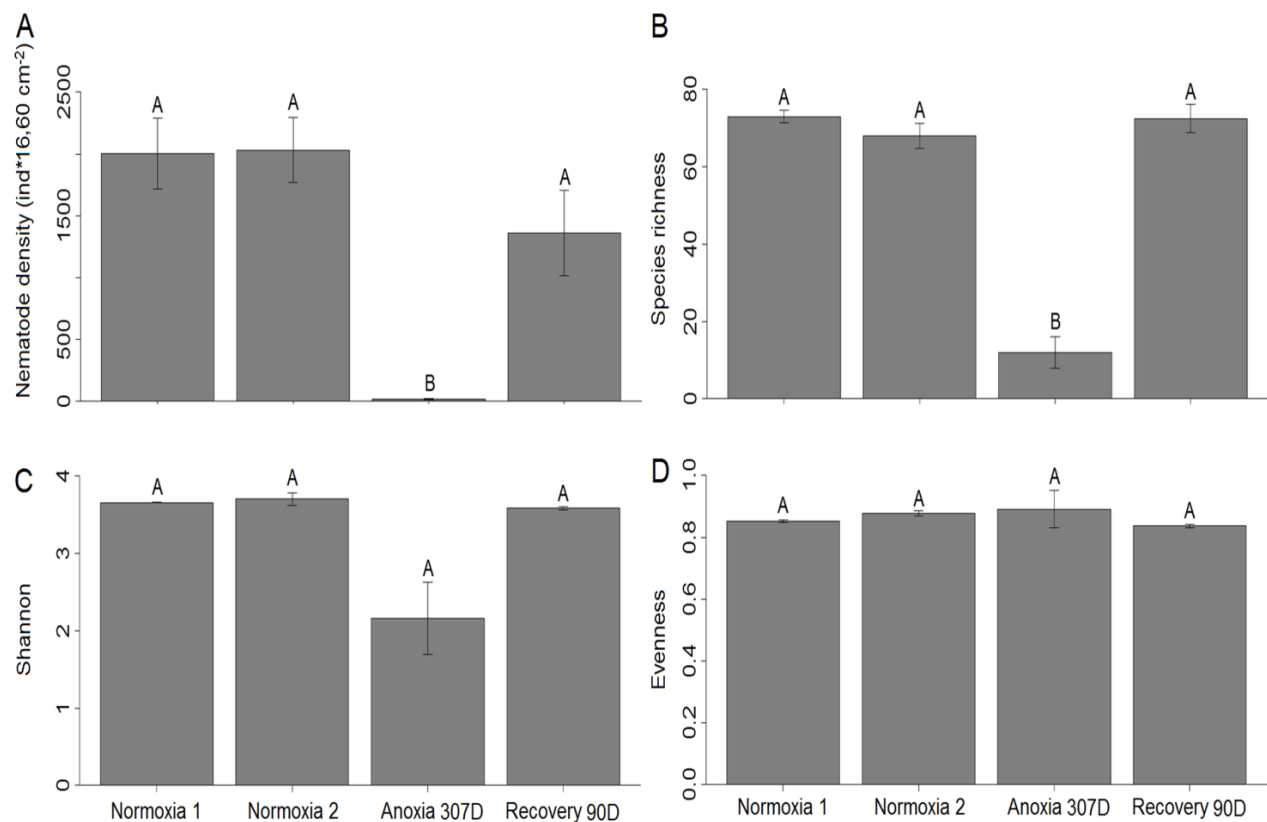 A
Nematode density (ind*16,60 cm-2)
2500
1500
500
0
A
A
B
A
B
Species richness
80
60
40
20
0
A
A
B
A
C
Shannon
4
3
2
1
0
A
A
A
A
Normoxia 1
Normoxia 2
Anoxia 307D
Recovery 90D
D
Evenness
1.0
0.8
0.6
0.4
0.2
0.0
A
A
A
A
Normoxia 1
Normoxia 2
Anoxia 307D
Recovery 90D